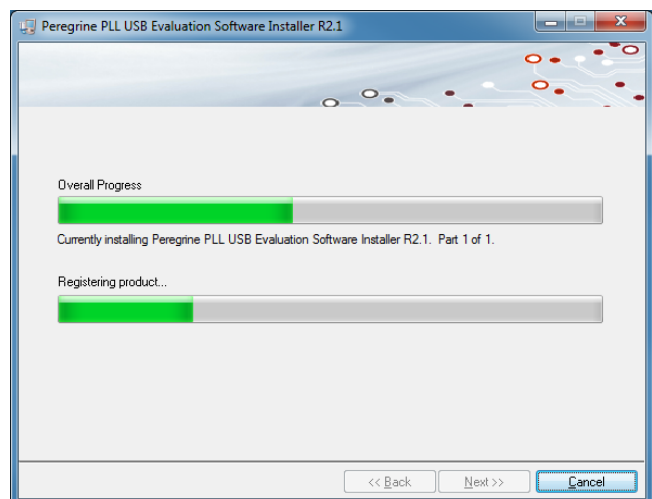 Peregrine PLL USB Evaluation Software Installer R2.1
Overall Progress
Currently installing Peregrine PLL USB Evaluation Software Installer R2.1. Part 1 of 1.
Registering product...
<< Back
Next >>
Cancel